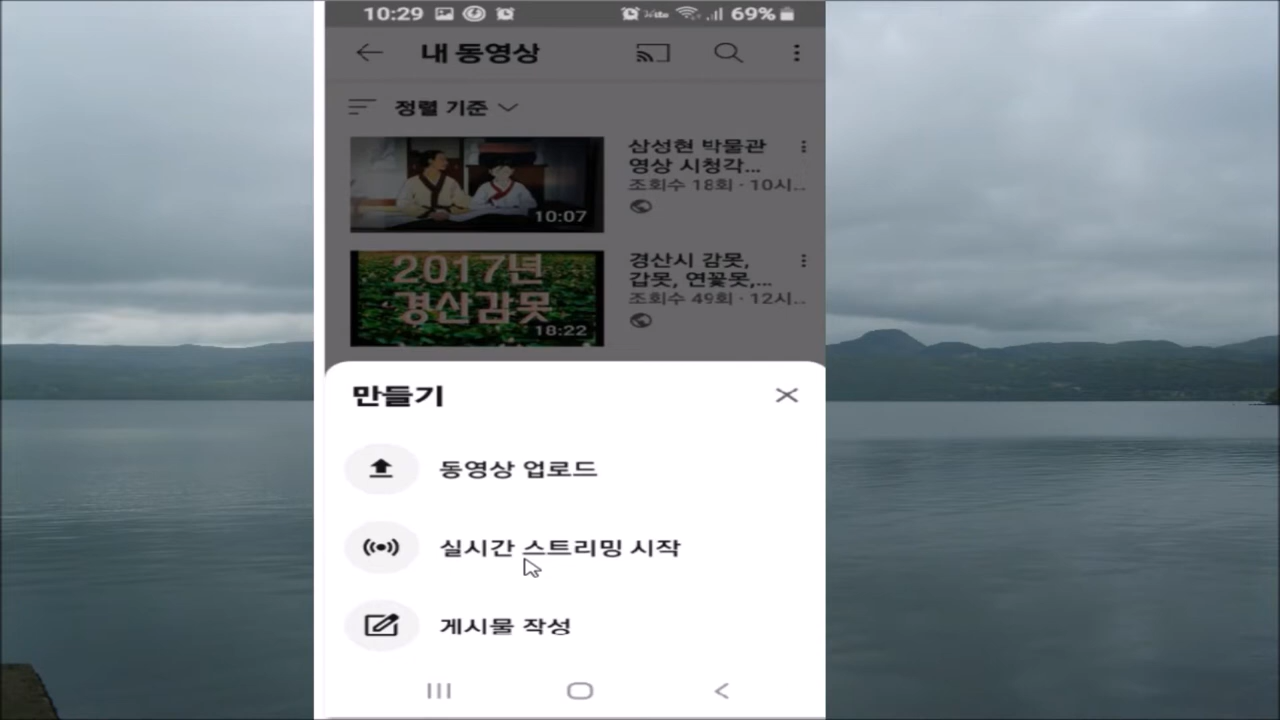 10:29 69%
내 동영상
정렬 기준
삼성현 박물관
영상 시청각...
조회수 18회 · 10시...
10:07
경산시 감못,
갑못, 연꽃못,...
조회수 49회 · 12시...
2017년
경산감못
18:22
만들기
동영상 업로드
실시간 스트리밍 시작
게시물 작성